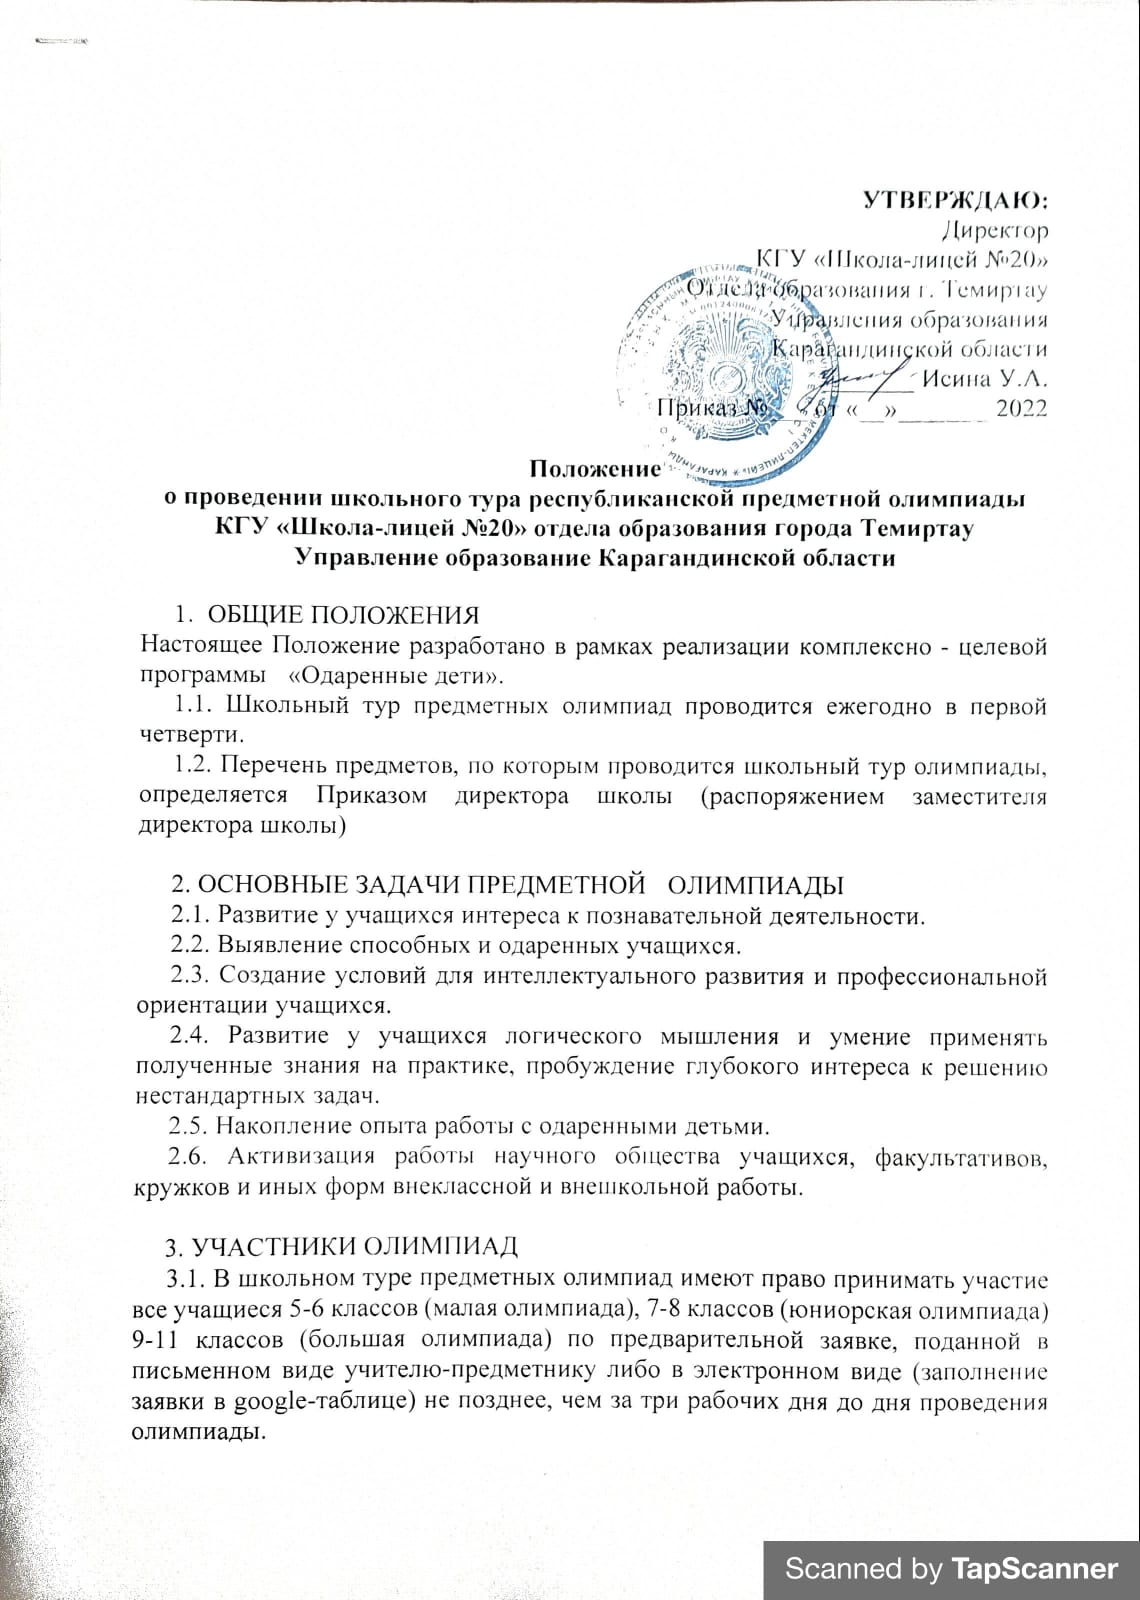 УТВЕРЖДАЮ:
Директор
КГУ «Школа-лицей №20»
Отдела образования г. Темиртау
Управления образования
Карагандинской области
________ Исина У.А.
Приказ №___ от «__»_______ 2022
Положение
о проведении школьного тура республиканской предметной олимпиады
КГУ «Школа-лицей №20» отдела образования города Темиртау
Управление образование Карагандинской области
1. ОБЩИЕ ПОЛОЖЕНИЯ
Настоящее Положение разработано в рамках реализации комплексно - целевой
программы «Одаренные дети».
1.1. Школьный тур предметных олимпиад проводится ежегодно в первой
четверти.
1.2. Перечень предметов, по которым проводится школьный тур олимпиады,
определяется Приказом директора школы (распоряжением заместителя
директора школы)
2. ОСНОВНЫЕ ЗАДАЧИ ПРЕДМЕТНОЙ ОЛИМПИАДЫ
2.1. Развитие у учащихся интереса к познавательной деятельности.
2.2. Выявление способных и одаренных учащихся.
2.3. Создание условий для интеллектуального развития и профессиональной
ориентации учащихся.
2.4. Развитие у учащихся логического мышления и умение применять
полученные знания на практике, пробуждение глубокого интереса к решению
нестандартных задач.
2.5. Накопление опыта работы с одаренными детьми.
2.6. Активизация работы научного общества учащихся, факультативов,
кружков и иных форм внеклассной и внешкольной работы.
3. УЧАСТНИКИ ОЛИМПИАД
3.1. В школьном туре предметных олимпиад имеют право принимать участие
все учащиеся 5-6 классов (малая олимпиада), 7-8 классов (юниорская олимпиада)
9-11 классов (большая олимпиада) по предварительной заявке, поданной в
письменном виде учителю-предметнику либо в электронном виде (заполнение
заявки в google-таблице) не позднее, чем за три рабочих дня до дня проведения
олимпиады.
Scanned by TapScanner